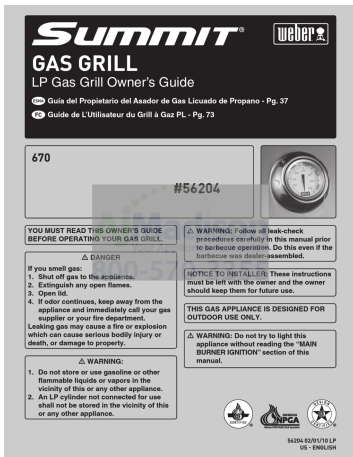 SUMMIT®
weber
GAS GRILL
LP Gas Grill Owner's Guide
ESMA Guía del Propietario del Asador de Gas Licuado de Propano - Pg. 37
FC Guide de L'Utilisateur du Grill à Gaz PL - Pg. 73
670
#56204
YOU MUST READ THIS OWNER'S GUIDE
BEFORE OPERATING YOUR GAS GRILL.
⚠ DANGER
If you smell gas:
1. Shut off gas to the appliance.
2. Extinguish any open flames.
3. Open lid.
4. If odor continues, keep away from the
appliance and immediately call your gas
supplier or your fire department.
Leaking gas may cause a fire or explosion
which can cause serious bodily injury or
death, or damage to property.
⚠ WARNING:
1. Do not store or use gasoline or other
flammable liquids or vapors in the
vicinity of this or any other appliance.
2. An LP cylinder not connected for use
shall not be stored in the vicinity of this
or any other appliance.
⚠ WARNING: Follow all leak-check
procedures carefully in this manual prior
to barbecue operation. Do this even if the
barbecue was dealer-assembled.
NOTICE TO INSTALLER: These instructions
must be left with the owner and the owner
should keep them for future use.
THIS GAS APPLIANCE IS DESIGNED FOR
OUTDOOR USE ONLY.
⚠ WARNING: Do not try to light this
appliance without reading the "MAIN
BURNER IGNITION" section of this
manual.
CERTIFIED
MEMBER
NPGA
DESIGN
CERTIFIED
56204 02/01/10 LP
US - ENGLISH